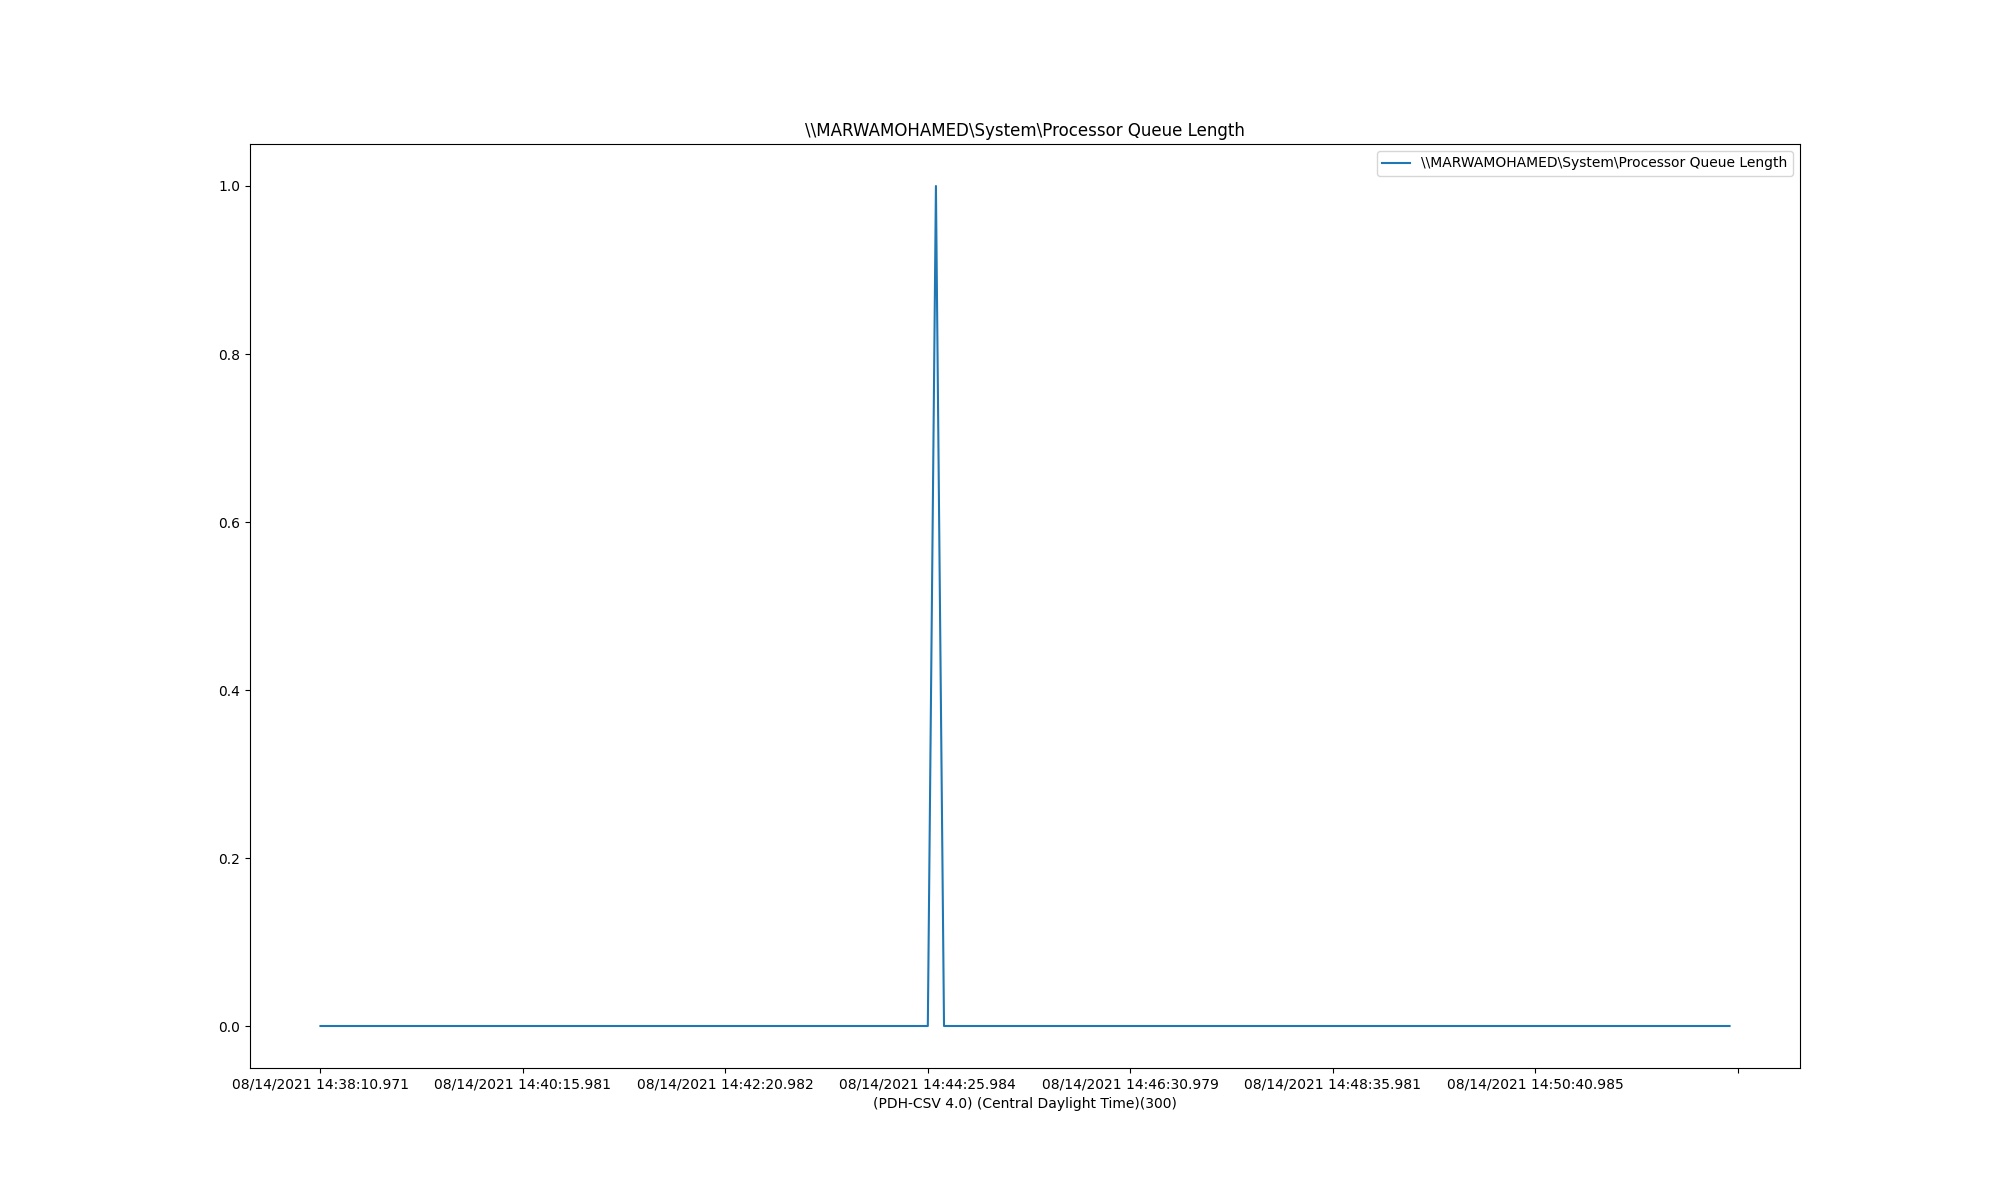 \\MARWAMOHAMED\System\Processor Queue Length
\\MARWAMOHAMED\System\Processor Queue Length
1.0
0.8
0.6
0.4
0.2
0.0
08/14/2021 14:38:10.971 08/14/2021 14:40:15.981 08/14/2021 14:42:20.982 08/14/2021 14:44:25.984 08/14/2021 14:46:30.979 08/14/2021 14:48:35.981 08/14/2021 14:50:40.985
(PDH-CSV 4.0) (Central Daylight Time)(300)